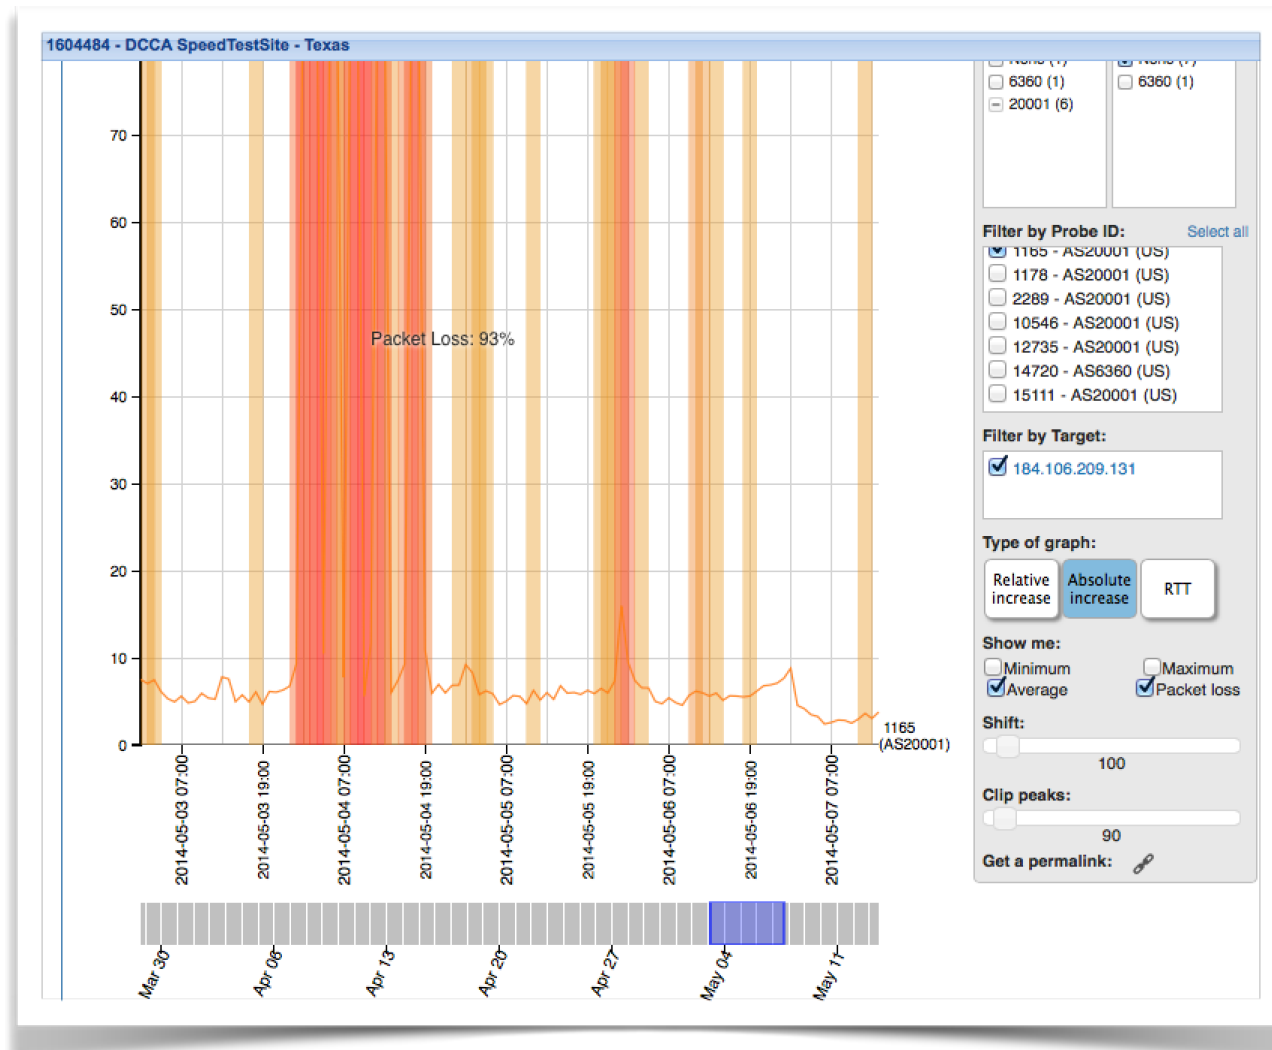 1604484 - DCCA SpeedTestSite - Texas
70
60
50
40
30
20
10
0
Packet Loss: 93%
1165
(AS20001)
2014-05-03 07:00
2014-05-03 19:00
2014-05-04 07:00
2014-05-04 19:00
2014-05-05 07:00
2014-05-05 19:00
2014-05-06 07:00
2014-05-06 19:00
2014-05-07 07:00
Mar 30
Apr 06
Apr 13
Apr 20
Apr 27
May 04
May 11
None (1)
6360 (1)
20001 (6)
None (7)
6360 (1)
Filter by Probe ID:
Select all
1165 - AS20001 (US)
1178 - AS20001 (US)
2289 - AS20001 (US)
10546 - AS20001 (US)
12735 - AS20001 (US)
14720 - AS6360 (US)
15111 - AS20001 (US)
Filter by Target:
184.106.209.131
Type of graph:
Relative
increase
Absolute
increase
RTT
Show me:
Minimum
Maximum
Average
Packet loss
Shift:
100
Clip peaks:
90
Get a permalink: